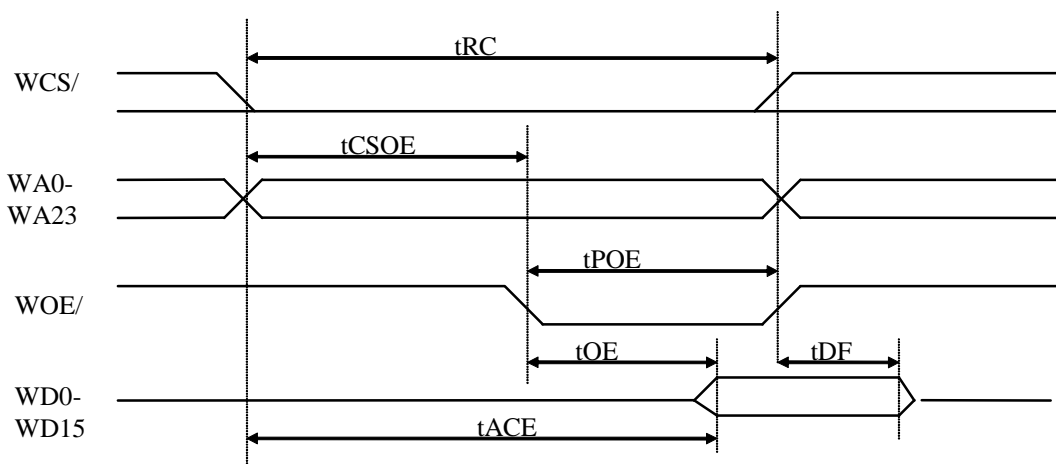 tRC
WCS/
tCSOE
WA0-
WA23
tPOE
WOE/
tOE
tDF
WD0-
WD15
tACE